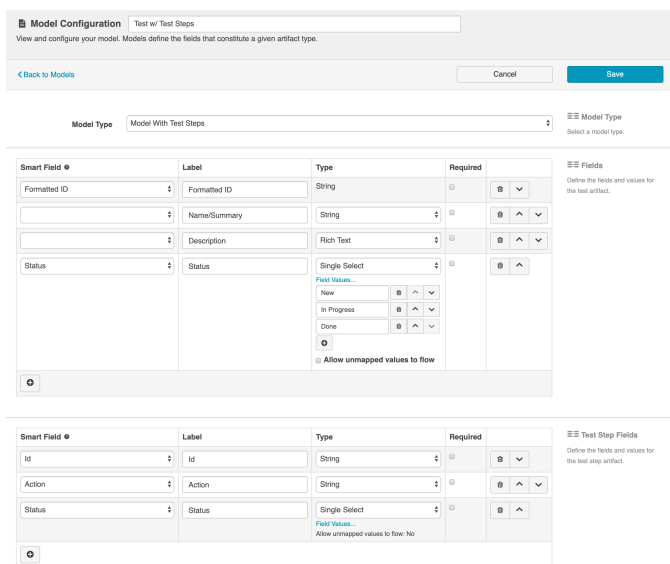 Model Configuration Test w/ Test Steps
View and configure your model. Models define the fields that constitute a given artifact type.
Back to Models Cancel Save
Model Type Model With Test Steps
Model Type
Select a model type.
Smart Field Label Type Required
Fields
Define the fields and values for
the test artifact.
Formatted ID Formatted ID String
Name/Summary String
Description Rich Text
Status Status Single Select
Field Values...
New
In Progress
Done
Allow unmapped values to flow
Smart Field Label Type Required
Test Step Fields
Define the fields and values for
the test step artifact.
Id Id String
Action Action String
Status Status Single Select
Field Values...
Allow unmapped values to flow: No